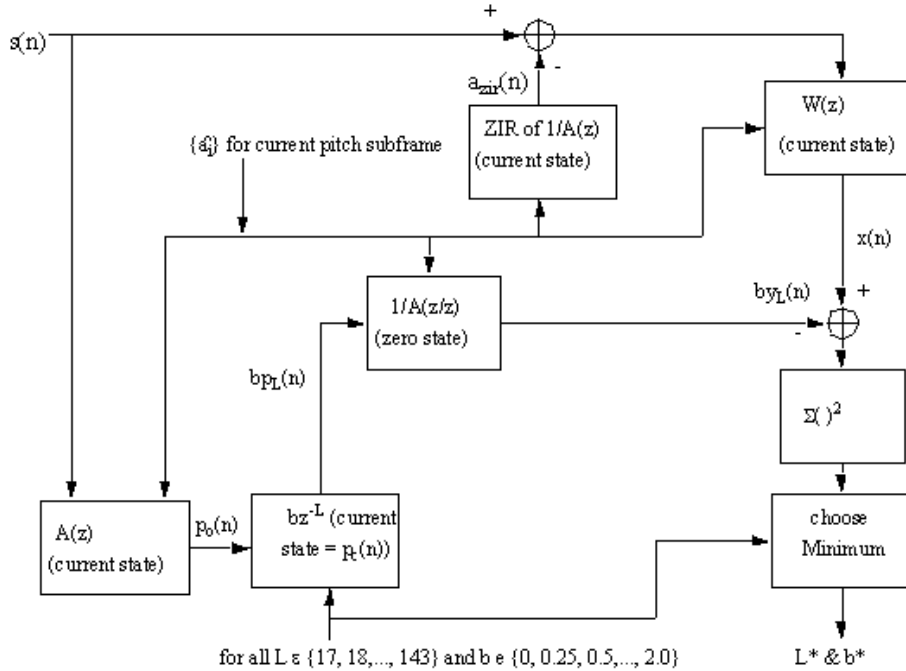 +
s(n)
-
a_zir(n)
W(z)
(current state)
ZIR of 1/A(z)
(current state)
{a_i} for current pitch subframe
x(n)
1/A(z/z)
(zero state)
by_L(n)
+
-
bp_L(n)
Σ( )²
A(z)
(current state)
p_o(n)
bz^-L (current
state = p_t(n))
choose
Minimum
for all L ε {17, 18,..., 143} and b e {0, 0.25, 0.5,..., 2.0}
L* & b*